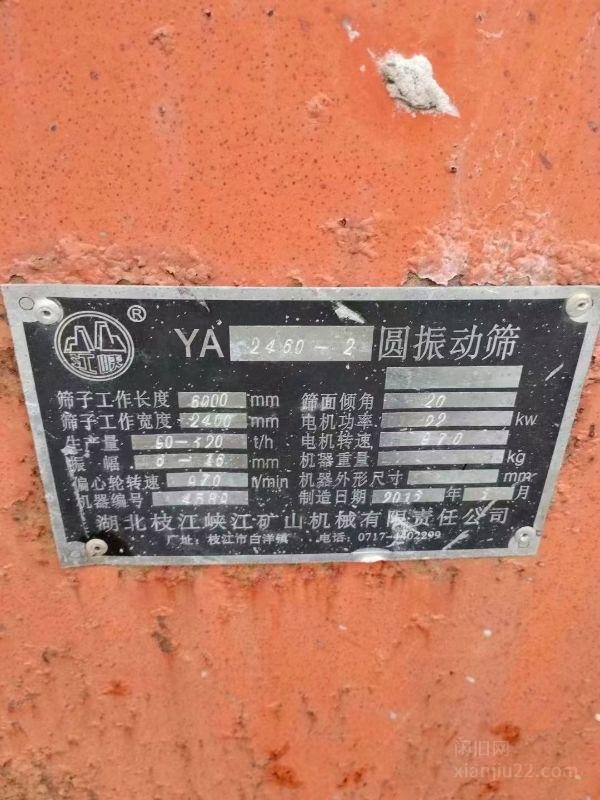 江峡 ®
YA 2460-2 圆振动筛
筛子工作长度 6000 mm
筛子工作宽度 2400 mm
生产量 t/h
振幅 mm
偏心轮转速 970 r/min
机器编号
筛面倾角 20
电机功率 22 kw
电机转速 970
机器重量 kg
机器外形尺寸 mm
制造日期 年 月
湖北枝江峡江矿山机械有限责任公司
厂址:枝江市白洋镇 电话:0717-4402299
闲旧网
xianjiu22.com